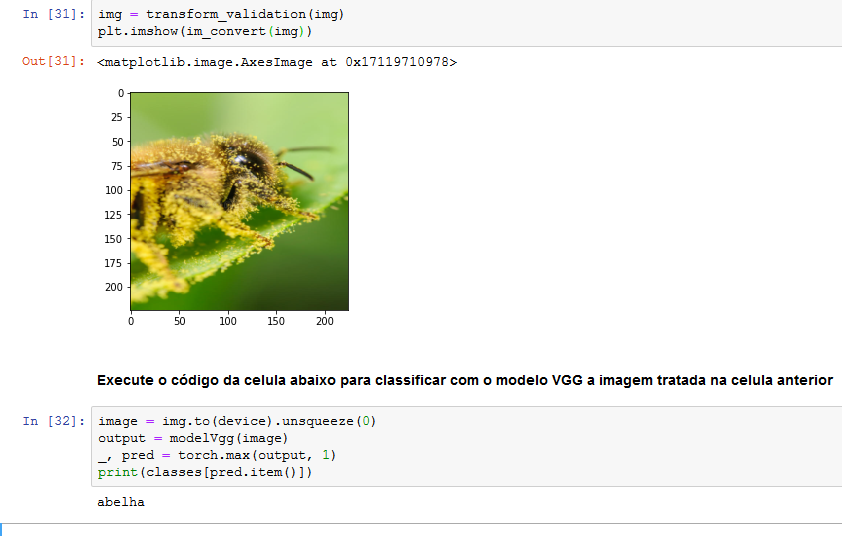 In [31]: img = transform_validation(img)
plt.imshow(im_convert(img))
Out[31]: <matplotlib.image.AxesImage at 0x17119710978>
0
25
50
75
100
125
150
175
200
0 50 100 150 200
Execute o código da celula abaixo para classificar com o modelo VGG a imagem tratada na celula anterior
In [32]: image = img.to(device).unsqueeze(0)
output = modelVgg(image)
_, pred = torch.max(output, 1)
print(classes[pred.item()])
abelha